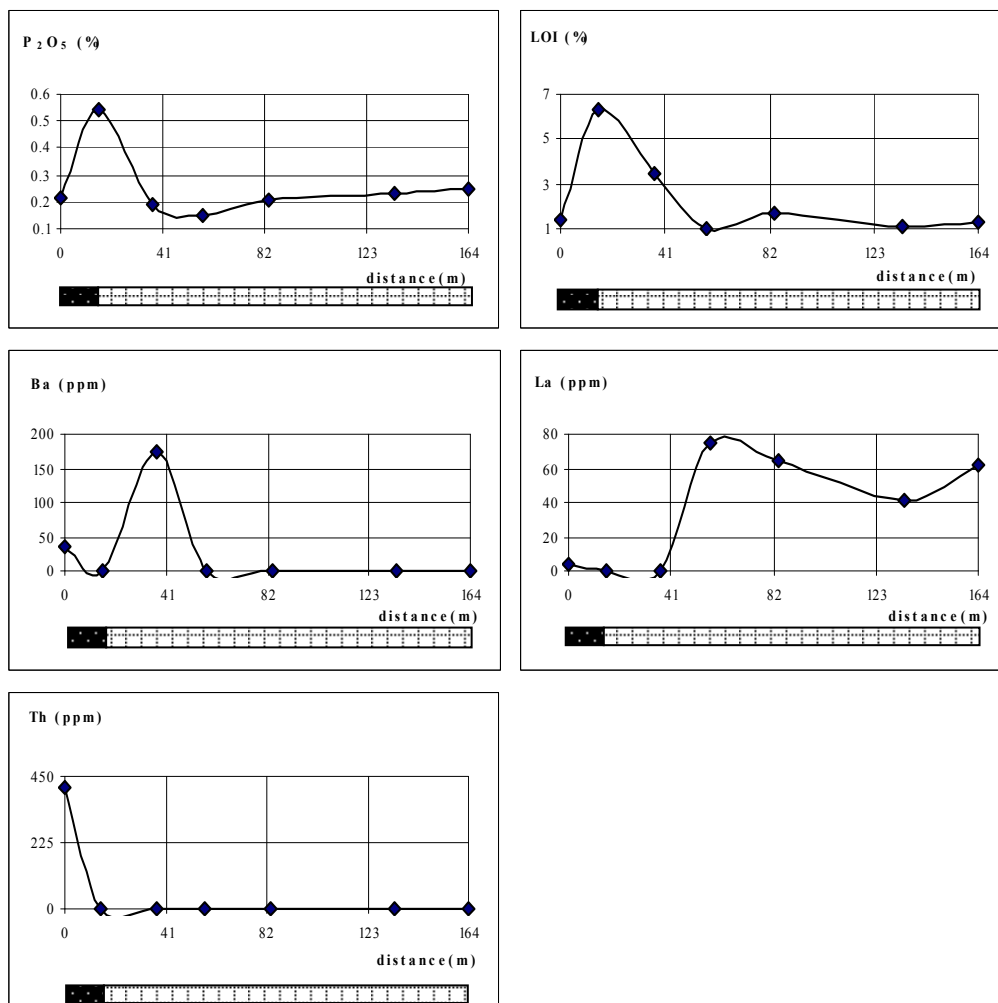 P₂O₅ (%)
0.6
0.5
0.4
0.3
0.2
0.1
0 41 82 123 164
distance(m)
LOI (%)
7
5
3
1
0 41 82 123 164
distance(m)
Ba (ppm)
200
150
100
50
0
0 41 82 123 164
distance(m)
La (ppm)
80
60
40
20
0
0 41 82 123 164
distance(m)
Th (ppm)
450
225
0
0 41 82 123 164
distance(m)